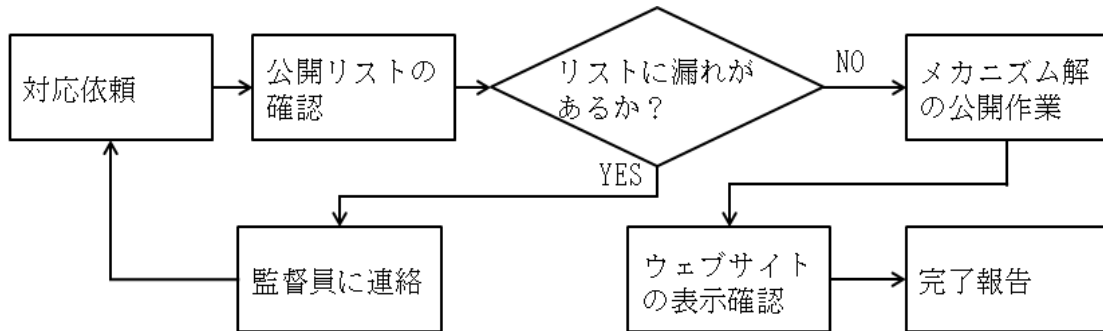 対応依頼
公開リストの
確認
リストに漏れが
あるか？
NO
メカニズム解
の公開作業
YES
監督員に連絡
ウェブサイト
の表示確認
完了報告